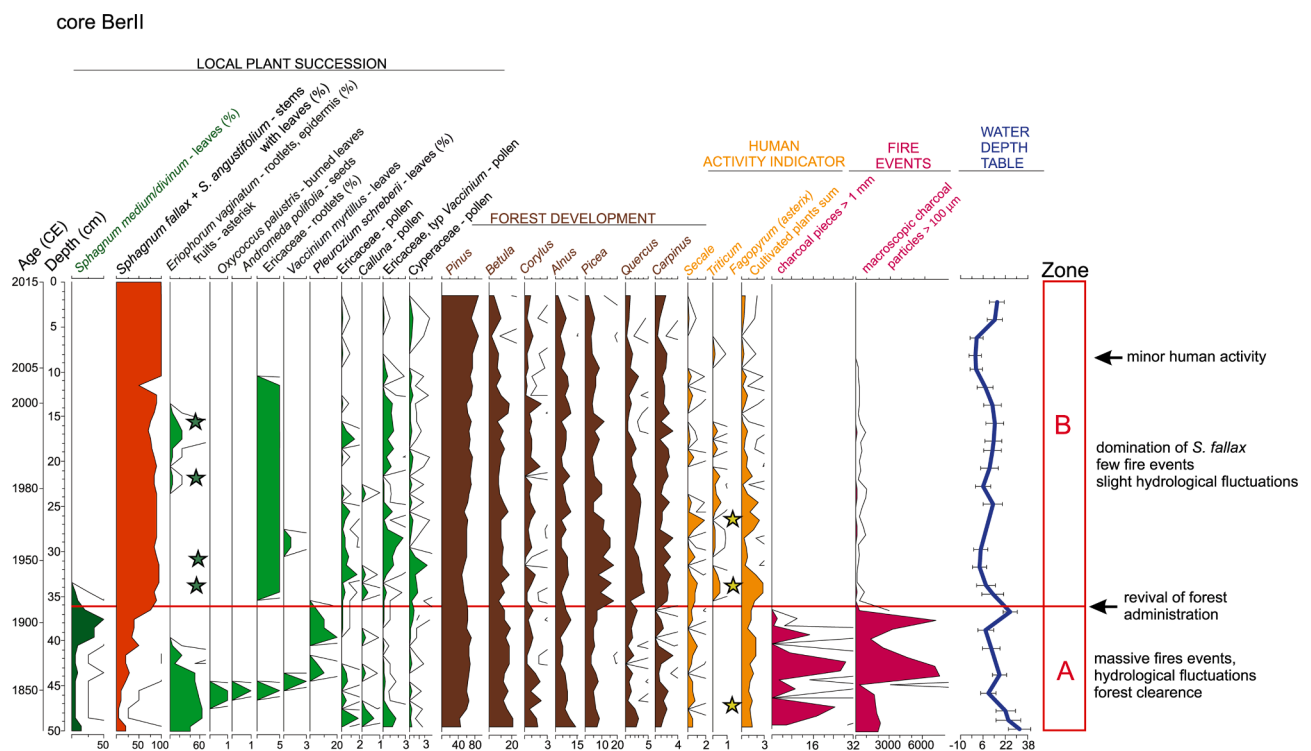 core BerII
LOCAL PLANT SUCCESSION
Age (CE)
Depth (cm)
Sphagnum medium/divinum - leaves (%)
Sphagnum fallax + S. angustifolium - stems
with leaves (%)
Eriophorum vaginatum - rootlets, epidermis (%)
fruits - asterisk
Oxycoccus palustris - burned leaves
Andromeda polifolia - seeds
Ericaceae - rootlets (%)
Vaccinium myrtillus - leaves
Pleurozium schreberii - leaves (%)
Ericaceae - pollen
Calluna - pollen
Ericaceae, typ Vaccinium - pollen
Cyperaceae - pollen
FOREST DEVELOPMENT
Pinus
Betula
Corylus
Alnus
Picea
Quercus
Carpinus
HUMAN
ACTIVITY INDICATOR
Secale
Triticum
Fagopyrum (asterix)
Cultivated plants sum
FIRE
EVENTS
charcoal pieces > 1 mm
macroscopic charcoal
particles > 100 µm
WATER
DEPTH
TABLE
Zone
2015 0
5
2005 10
2000
15
20
1980
25
1950 30
35
1900
40
1850 45
50
B
A
minor human activity
domination of S. fallax
few fire events
slight hydrological fluctuations
revival of forest
administration
massive fires events,
hydrological fluctuations
forest clearence
50 50 100 60 1 1 5 3 20 1 2 3 3 40 80 20 3 15 10 20 5 4 2 1 3 16 32 3000 6000 -10 6 22 38